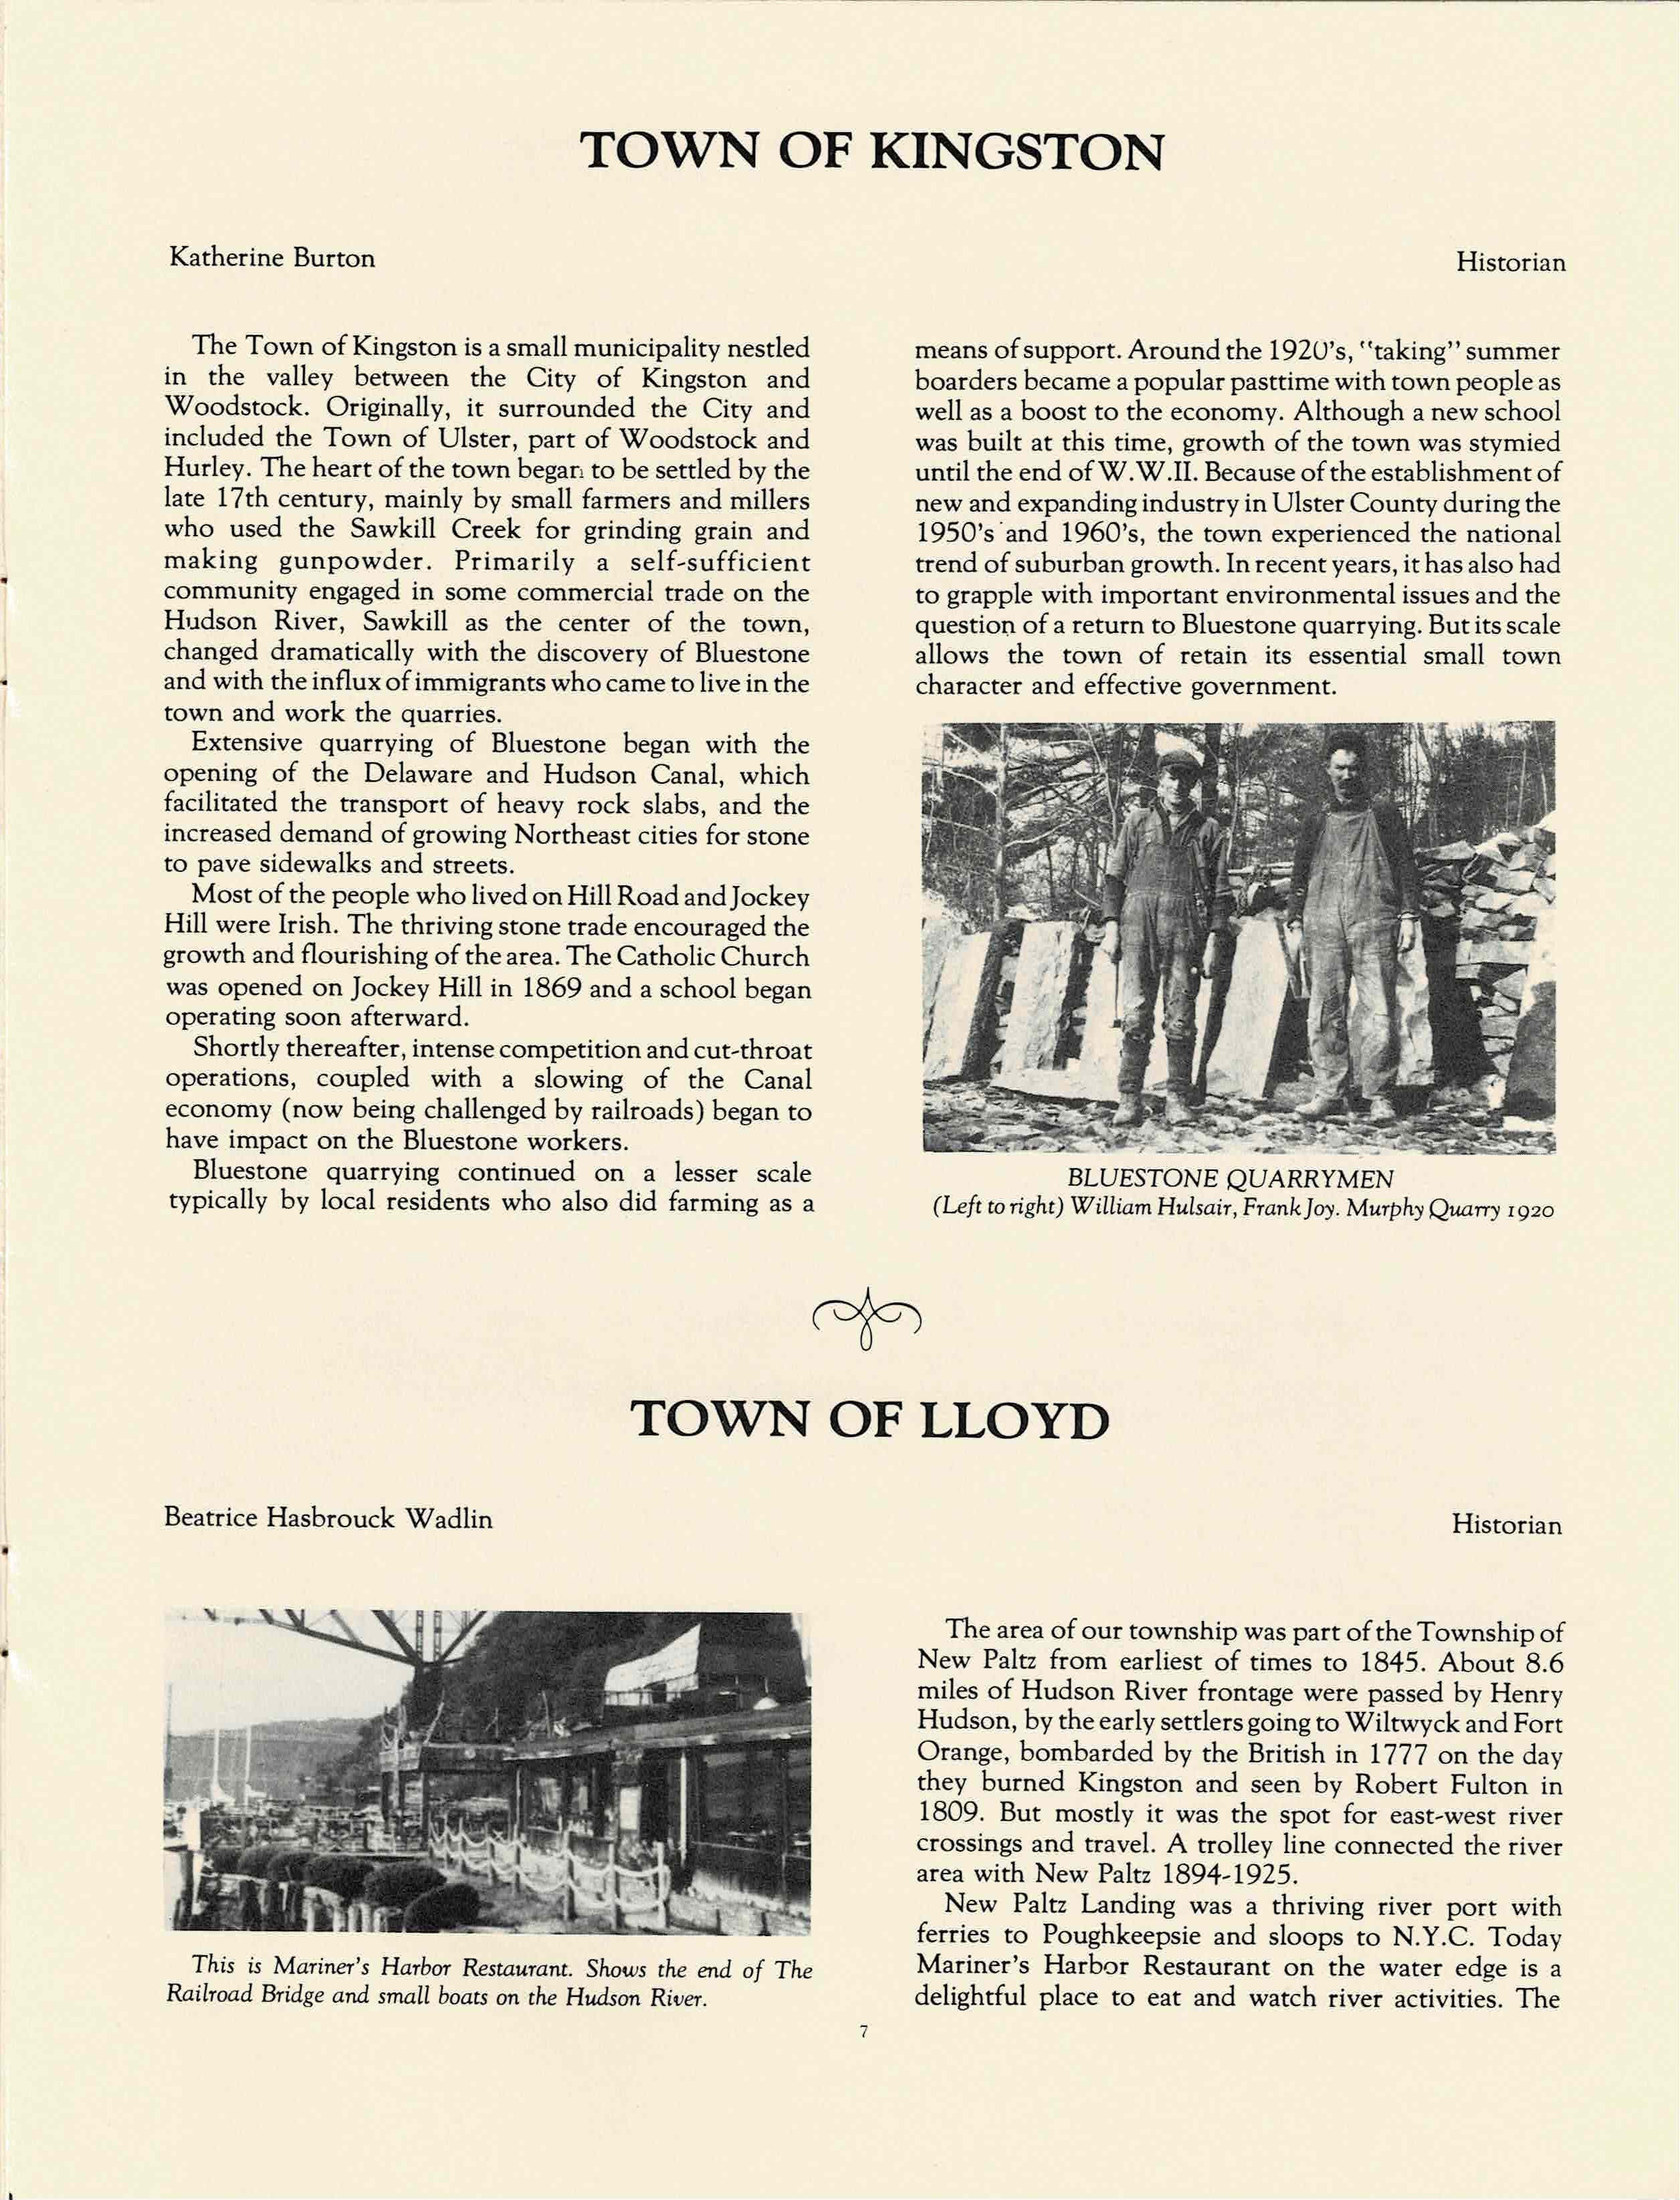 TOWN OF KINGSTON
Katherine Burton
Historian
The Town of Kingston is a small municipality nestled
in the valley between the City of Kingston and
Woodstock. Originally, it surrounded the City and
included the Town of Ulster, part of Woodstock and
Hurley. The heart of the town began to be settled by the
late 17th century, mainly by small farmers and millers
who used the Sawkill Creek for grinding grain and
making gunpowder. Primarily a self-sufficient
community engaged in some commercial trade on the
Hudson River, Sawkill as the center of the town,
changed dramatically with the discovery of Bluestone
and with the influx of immigrants who came to live in the
town and work the quarries.
Extensive quarrying of Bluestone began with the
opening of the Delaware and Hudson Canal, which
facilitated the transport of heavy rock slabs, and the
increased demand of growing Northeast cities for stone
to pave sidewalks and streets.
Most of the people who lived on Hill Road and Jockey
Hill were Irish. The thriving stone trade encouraged the
growth and flourishing of the area. The Catholic Church
was opened on Jockey Hill in 1869 and a school began
operating soon afterward.
Shortly thereafter, intense competition and cut-throat
operations, coupled with a slowing of the Canal
economy (now being challenged by railroads) began to
have impact on the Bluestone workers.
Bluestone quarrying continued on a lesser scale
typically by local residents who also did farming as a
means of support. Around the 1920's, "taking" summer
boarders became a popular pasttime with town people as
well as a boost to the economy. Although a new school
was built at this time, growth of the town was stymied
until the end of W.W.II. Because of the establishment of
new and expanding industry in Ulster County during the
1950's and 1960's, the town experienced the national
trend of suburban growth. In recent years, it has also had
to grapple with important environmental issues and the
question of a return to Bluestone quarrying. But its scale
allows the town of retain its essential small town
character and effective government.
BLUESTONE QUARRYMEN
(Left to right) William Hulsair, Frank Joy. Murphy Quarry 1920
TOWN OF LLOYD
Beatrice Hasbrouck Wadlin
Historian
This is Mariner's Harbor Restaurant. Shows the end of The
Railroad Bridge and small boats on the Hudson River.
The area of our township was part of the Township of
New Paltz from earliest of times to 1845. About 8.6
miles of Hudson River frontage were passed by Henry
Hudson, by the early settlers going to Wiltwyck and Fort
Orange, bombarded by the British in 1777 on the day
they burned Kingston and seen by Robert Fulton in
1809. But mostly it was the spot for east-west river
crossings and travel. A trolley line connected the river
area with New Paltz 1894-1925.
New Paltz Landing was a thriving river port with
ferries to Poughkeepsie and sloops to N.Y.C. Today
Mariner's Harbor Restaurant on the water edge is a
delightful place to eat and watch river activities. The
7